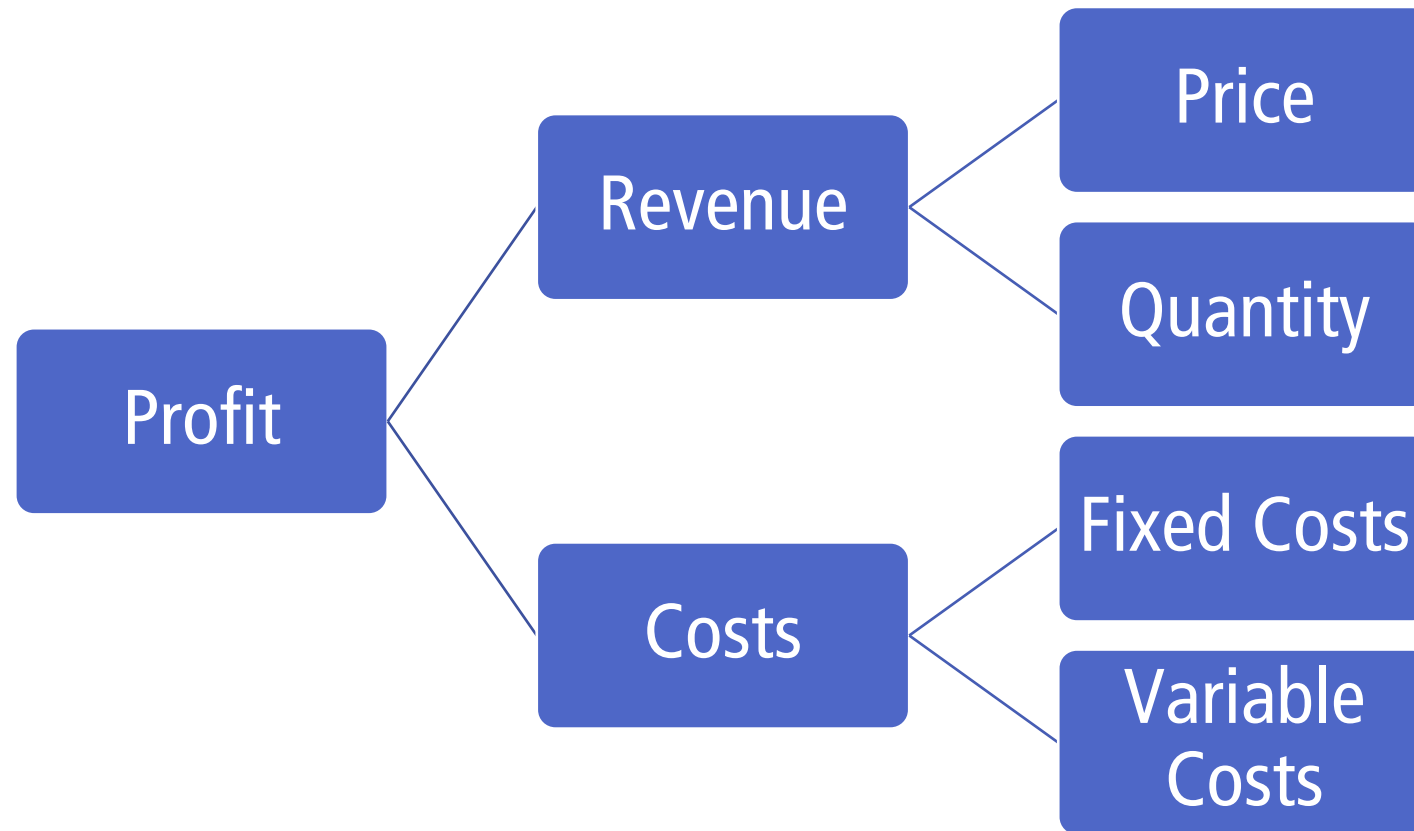 Profit
Revenue
Costs
Price
Quantity
Fixed Costs
Variable
Costs